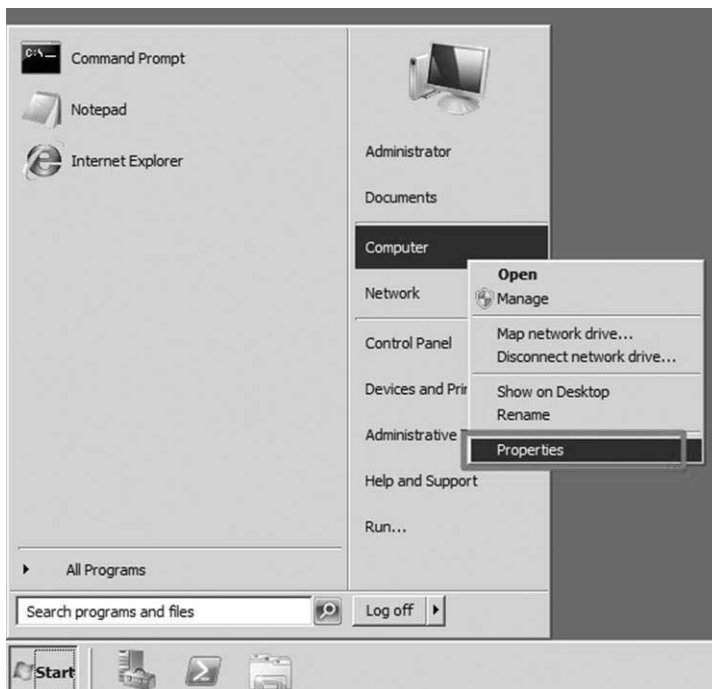 Command Prompt
Notepad
Internet Explorer
All Programs
Search programs and files
Administrator
Documents
Computer
Network
Control Panel
Devices and Prin
Administrative
Help and Support
Run...
Log off
Open
Manage
Map network drive...
Disconnect network drive...
Show on Desktop
Rename
Properties
Start